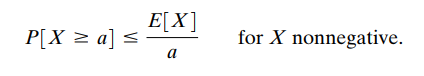 P[X ≥ a] ≤ E[X] / a for X nonnegative.